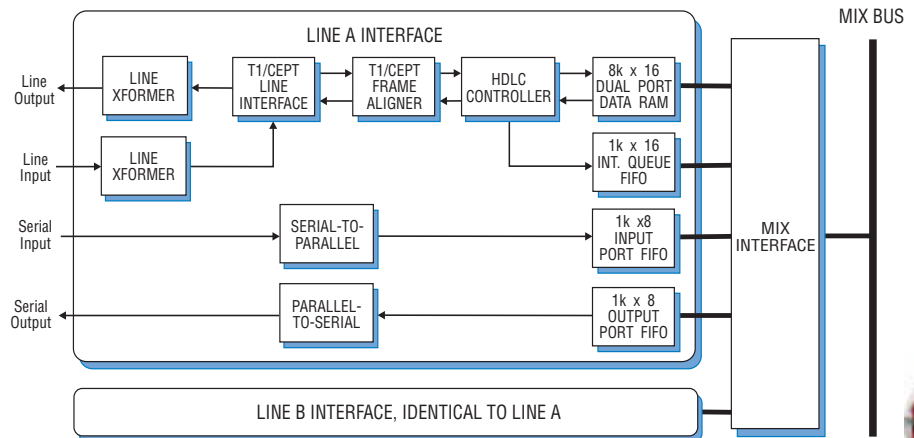 MIX BUS
LINE A INTERFACE
Line
Output
LINE
XFORMER
T1/CEPT
LINE
INTERFACE
T1/CEPT
FRAME
ALIGNER
HDLC
CONTROLLER
8k x 16
DUAL PORT
DATA RAM
Line
Input
LINE
XFORMER
1k x 16
INT. QUEUE
FIFO
Serial
Input
SERIAL-TO-
PARALLEL
1k x8
INPUT
PORT FIFO
MIX
INTERFACE
Serial
Output
PARALLEL-
TO-SERIAL
1k x 8
OUTPUT
PORT FIFO
LINE B INTERFACE, IDENTICAL TO LINE A